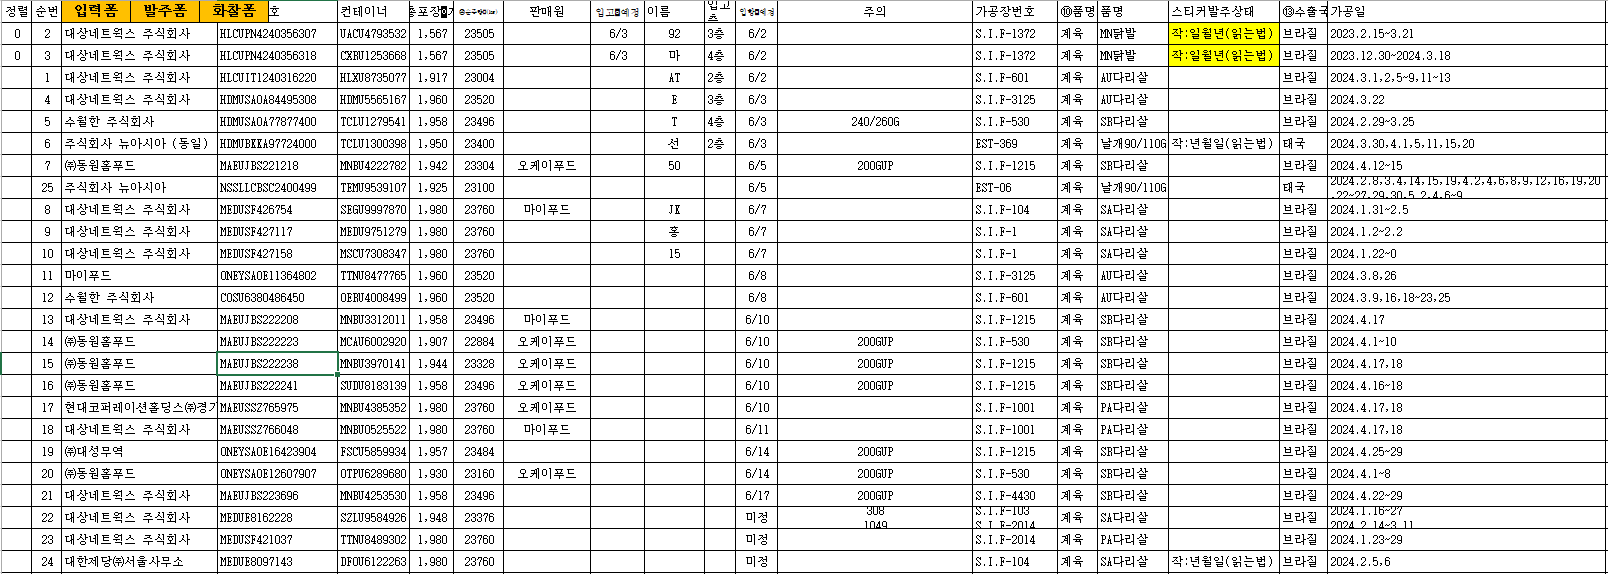 정렬 순번 입력폼 발주폼 화찰폼 호 컨테이너 판매원 이름 입고층 주의 가공장번호 ⑩품명 품명 스티커발주상태 ⑬수출국 가공일
0 2 대상네트웍스 주식회사 HLCUPN4240356307 UACU4793532 1,567 23505 6/3 92 3층 6/2 S.I.F-1372 계육 MN닭발 작:일월년(읽는법) 브라질 2023.2.15~3.21
0 3 대상네트웍스 주식회사 HLCUPN4240356318 CXRU1253668 1,567 23505 6/3 마 4층 6/2 S.I.F-1372 계육 MN닭발 작:일월년(읽는법) 브라질 2023.12.30~2024.3.18
1 대상네트웍스 주식회사 HLCUIT1240316220 HLXU8735077 1,917 23004 AT 2층 6/2 S.I.F-601 계육 AU다리살 브라질 2024.3.1,2,5~9,11~13
4 대상네트웍스 주식회사 HDMUSAOA84495308 HDMU5565167 1,960 23520 E 3층 6/3 S.I.F-3125 계육 AU다리살 브라질 2024.3.22
5 수월한 주식회사 HDMUSAOA77877400 TCLU1279541 1,958 23496 T 4층 6/3 240/260G S.I.F-530 계육 SR다리살 브라질 2024.2.29~3.25
6 주식회사 뉴아시아 (동일) HDMUBKKA97724000 TCLU1300398 1,950 23400 선 2층 6/3 EST-369 계육 날개90/110G 작:년월일(읽는법) 태국 2024.3.30,4.1,5,11,15,20
7 ㈜동원홈푸드 MAEUJBS221218 MNBU4222782 1,942 23304 오케이푸드 50 6/5 200GUP S.I.F-1215 계육 SR다리살 브라질 2024.4.12~15
25 주식회사 뉴아시아 NSSLLCBSC2400499 TEMU9539107 1,925 23100 6/5 EST-06 계육 날개90/110G 태국 2024.2.8,3.4,14,15,19,4.2,4,6,8,9,12,16,19,20
,22~27,29,30,5.2,4,6~9
8 대상네트웍스 주식회사 MEDUSF426754 SEGU9997870 1,980 23760 마이푸드 JK 6/7 S.I.F-104 계육 SA다리살 브라질 2024.1.31~2.5
9 대상네트웍스 주식회사 MEDUSF427117 MEDU9751279 1,980 23760 홍 6/7 S.I.F-1 계육 SA다리살 브라질 2024.1.2~2.2
10 대상네트웍스 주식회사 MEDUSF427158 MSCU7308347 1,980 23760 15 6/7 S.I.F-1 계육 SA다리살 브라질 2024.1.22~0
11 마이푸드 ONEYSAOE11364802 TTNU8477765 1,960 23520 6/8 S.I.F-3125 계육 AU다리살 브라질 2024.3.8,26
12 수월한 주식회사 COSU6380486450 OERU4008499 1,960 23520 6/8 S.I.F-601 계육 AU다리살 브라질 2024.3.9,16,18~23,25
13 대상네트웍스 주식회사 MAEUJBS222208 MNBU3312011 1,958 23496 마이푸드 6/10 S.I.F-1215 계육 SR다리살 브라질 2024.4.17
14 ㈜동원홈푸드 MAEUJBS222223 MCAU6002920 1,907 22884 오케이푸드 6/10 200GUP S.I.F-530 계육 SR다리살 브라질 2024.4.1~10
15 ㈜동원홈푸드 MAEUJBS222238 MNBU3970141 1,944 23328 오케이푸드 6/10 200GUP S.I.F-1215 계육 SR다리살 브라질 2024.4.17,18
16 ㈜동원홈푸드 MAEUJBS222241 SUDU8183139 1,958 23496 오케이푸드 6/10 200GUP S.I.F-1215 계육 SR다리살 브라질 2024.4.16~18
17 현대코퍼레이션홀딩스㈜경기 MAEUSSZ765975 MNBU4385352 1,980 23760 오케이푸드 6/10 S.I.F-1001 계육 PA다리살 브라질 2024.4.17,18
18 대상네트웍스 주식회사 MAEUSSZ766048 MNBU0525522 1,980 23760 마이푸드 6/11 S.I.F-1001 계육 PA다리살 브라질 2024.4.17,18
19 ㈜대성무역 ONEYSAOE16423904 FSCU5859934 1,957 23484 6/14 200GUP S.I.F-1215 계육 SR다리살 브라질 2024.4.25~29
20 ㈜동원홈푸드 ONEYSAOE12607907 OTPU6289680 1,930 23160 오케이푸드 6/14 200GUP S.I.F-530 계육 SR다리살 브라질 2024.4.1~8
21 대상네트웍스 주식회사 MAEUJBS223696 MNBU4253530 1,958 23496 6/17 200GUP S.I.F-4430 계육 SR다리살 브라질 2024.4.22~29
22 대상네트웍스 주식회사 MEDUE8162228 SZLU9584926 1,948 23376 미정 308 S.I.F-103 계육 SA다리살 브라질 2024.1.16~27
1049 S.I.F-2014 2024.2.14~3.11
23 대상네트웍스 주식회사 MEDUSF421037 TTNU8489302 1,980 23760 미정 S.I.F-2014 계육 PA다리살 브라질 2024.1.23~29
24 대한제당㈜서울사무소 MEDUE8097143 DFOU6122263 1,980 23760 미정 S.I.F-104 계육 SA다리살 작:년월일(읽는법) 브라질 2024.2.5,6